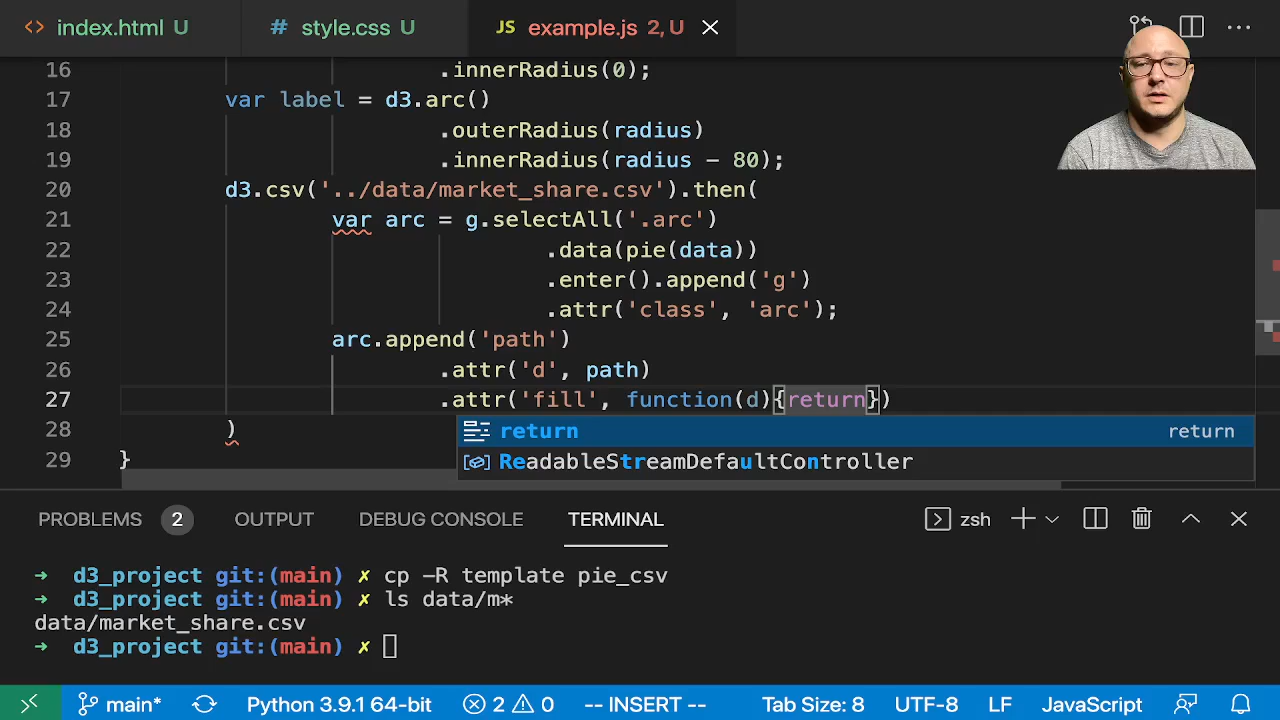 index.html U
style.css U
JS example.js 2, U
16 .innerRadius(0);
17 var label = d3.arc()
18 .outerRadius(radius)
19 .innerRadius(radius - 80);
20 d3.csv('../data/market_share.csv').then(
21 var arc = g.selectAll('.arc')
22 .data(pie(data))
23 .enter().append('g')
24 .attr('class', 'arc');
25 arc.append('path')
26 .attr('d', path)
27 .attr('fill', function(d){return})
28 )
return return
29 }
ReadableStreamDefaultController
PROBLEMS 2 OUTPUT DEBUG CONSOLE TERMINAL zsh
→ d3_project git:(main) ✗ cp -R template pie_csv
→ d3_project git:(main) ✗ ls data/m*
data/market_share.csv
→ d3_project git:(main) ✗
main* Python 3.9.1 64-bit 2 0 -- INSERT -- Tab Size: 8 UTF-8 LF JavaScript